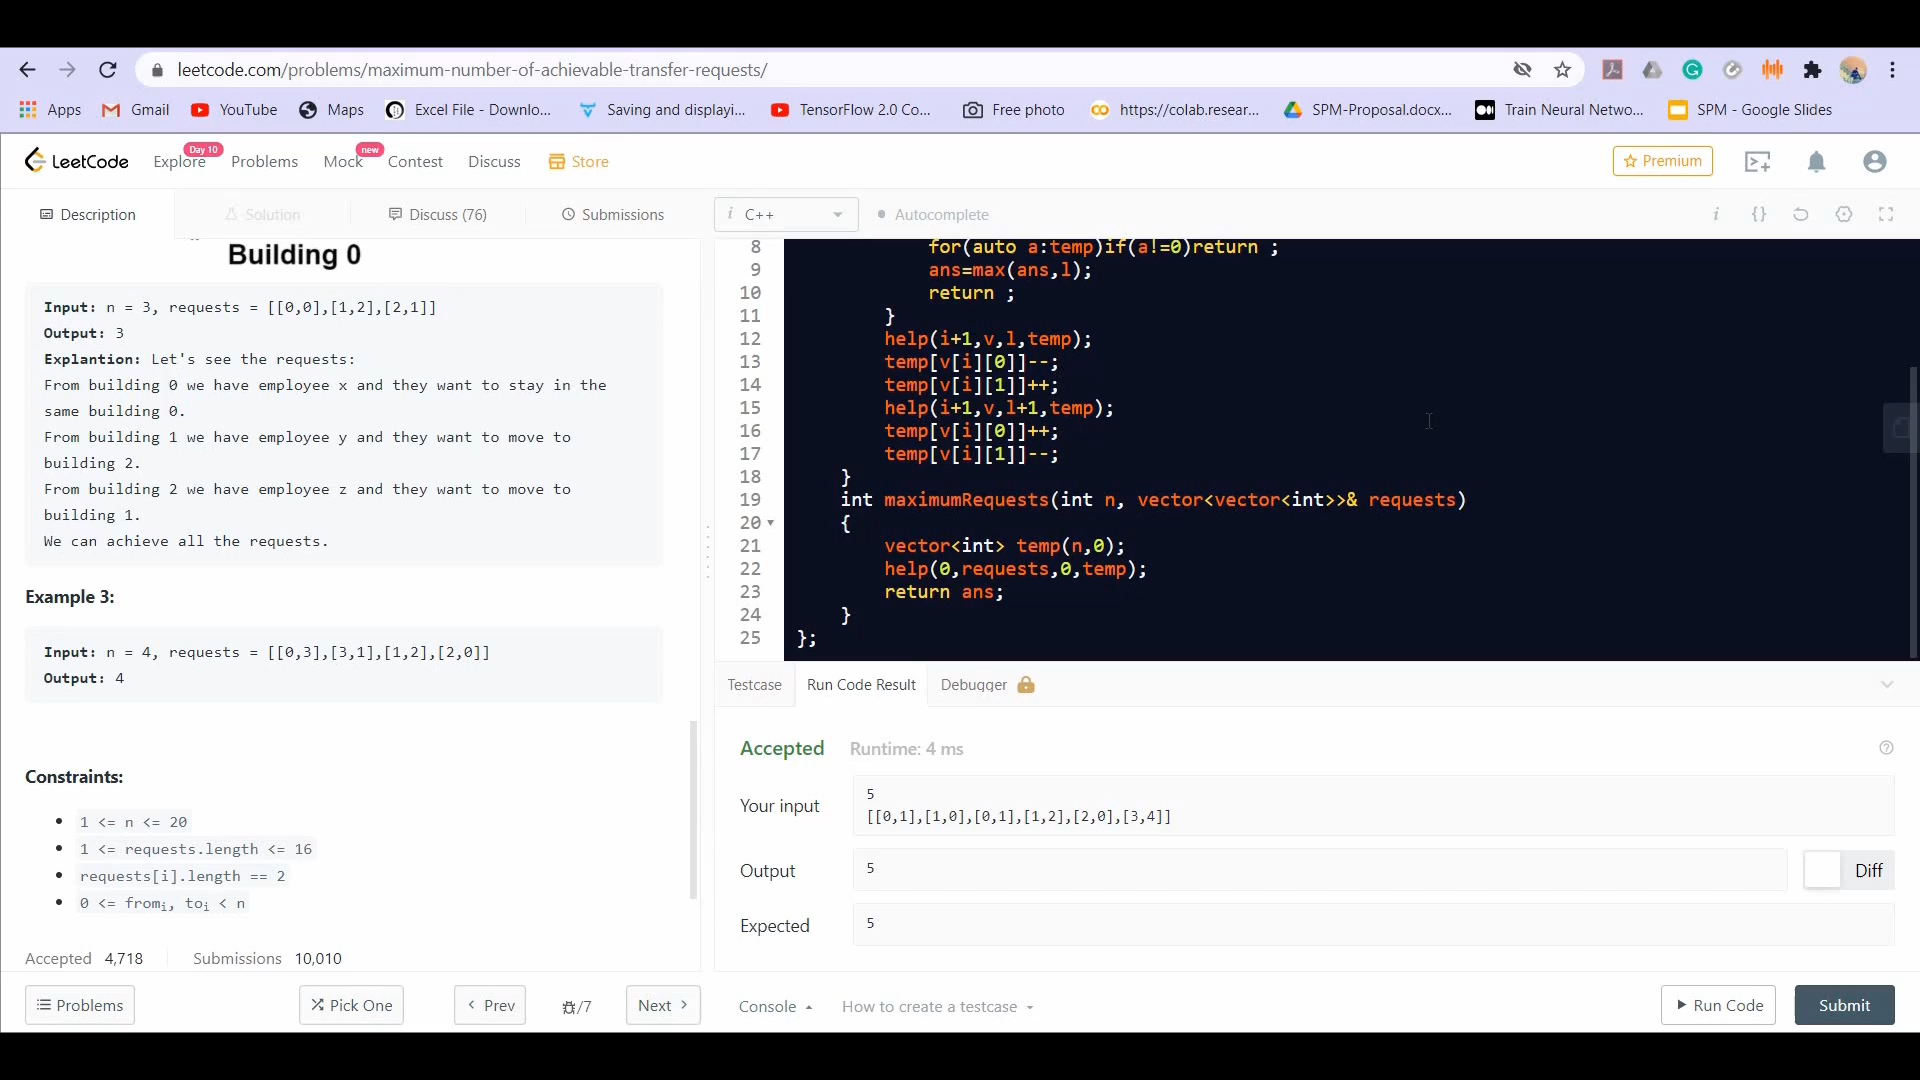 leetcode.com/problems/maximum-number-of-achievable-transfer-requests/
Apps Gmail YouTube Maps Excel File - Downlo... Saving and displayi... TensorFlow 2.0 Co... Free photo https://colab.resear... SPM-Proposal.docx... Train Neural Netwo... SPM - Google Slides
LeetCode Explore Day 10 Problems Mock new Contest Discuss Store Premium
Description Solution Discuss (76) Submissions i C++ Autocomplete i {}
Building 0
Input: n = 3, requests = [[0,0],[1,2],[2,1]]
Output: 3
Explantion: Let's see the requests:
From building 0 we have employee x and they want to stay in the
same building 0.
From building 1 we have employee y and they want to move to
building 2.
From building 2 we have employee z and they want to move to
building 1.
We can achieve all the requests.
Example 3:
Input: n = 4, requests = [[0,3],[3,1],[1,2],[2,0]]
Output: 4
Constraints:
1 <= n <= 20
1 <= requests.length <= 16
requests[i].length == 2
0 <= fromi, toi < n
Accepted 4,718 Submissions 10,010
Problems Pick One < Prev /7 Next >
8 for(auto a:temp)if(a!=0)return ;
9 ans=max(ans,l);
10 return ;
11 }
12 help(i+1,v,l,temp);
13 temp[v[i][0]]--;
14 temp[v[i][1]]++;
15 help(i+1,v,l+1,temp);
16 temp[v[i][0]]++;
17 temp[v[i][1]]--;
18 }
19 int maximumRequests(int n, vector<vector<int>>& requests)
20 {
21 vector<int> temp(n,0);
22 help(0,requests,0,temp);
23 return ans;
24 }
25 };
Testcase Run Code Result Debugger
Accepted Runtime: 4 ms
Your input
5
[[0,1],[1,0],[0,1],[1,2],[2,0],[3,4]]
Output 5 Diff
Expected 5
Console How to create a testcase Run Code Submit